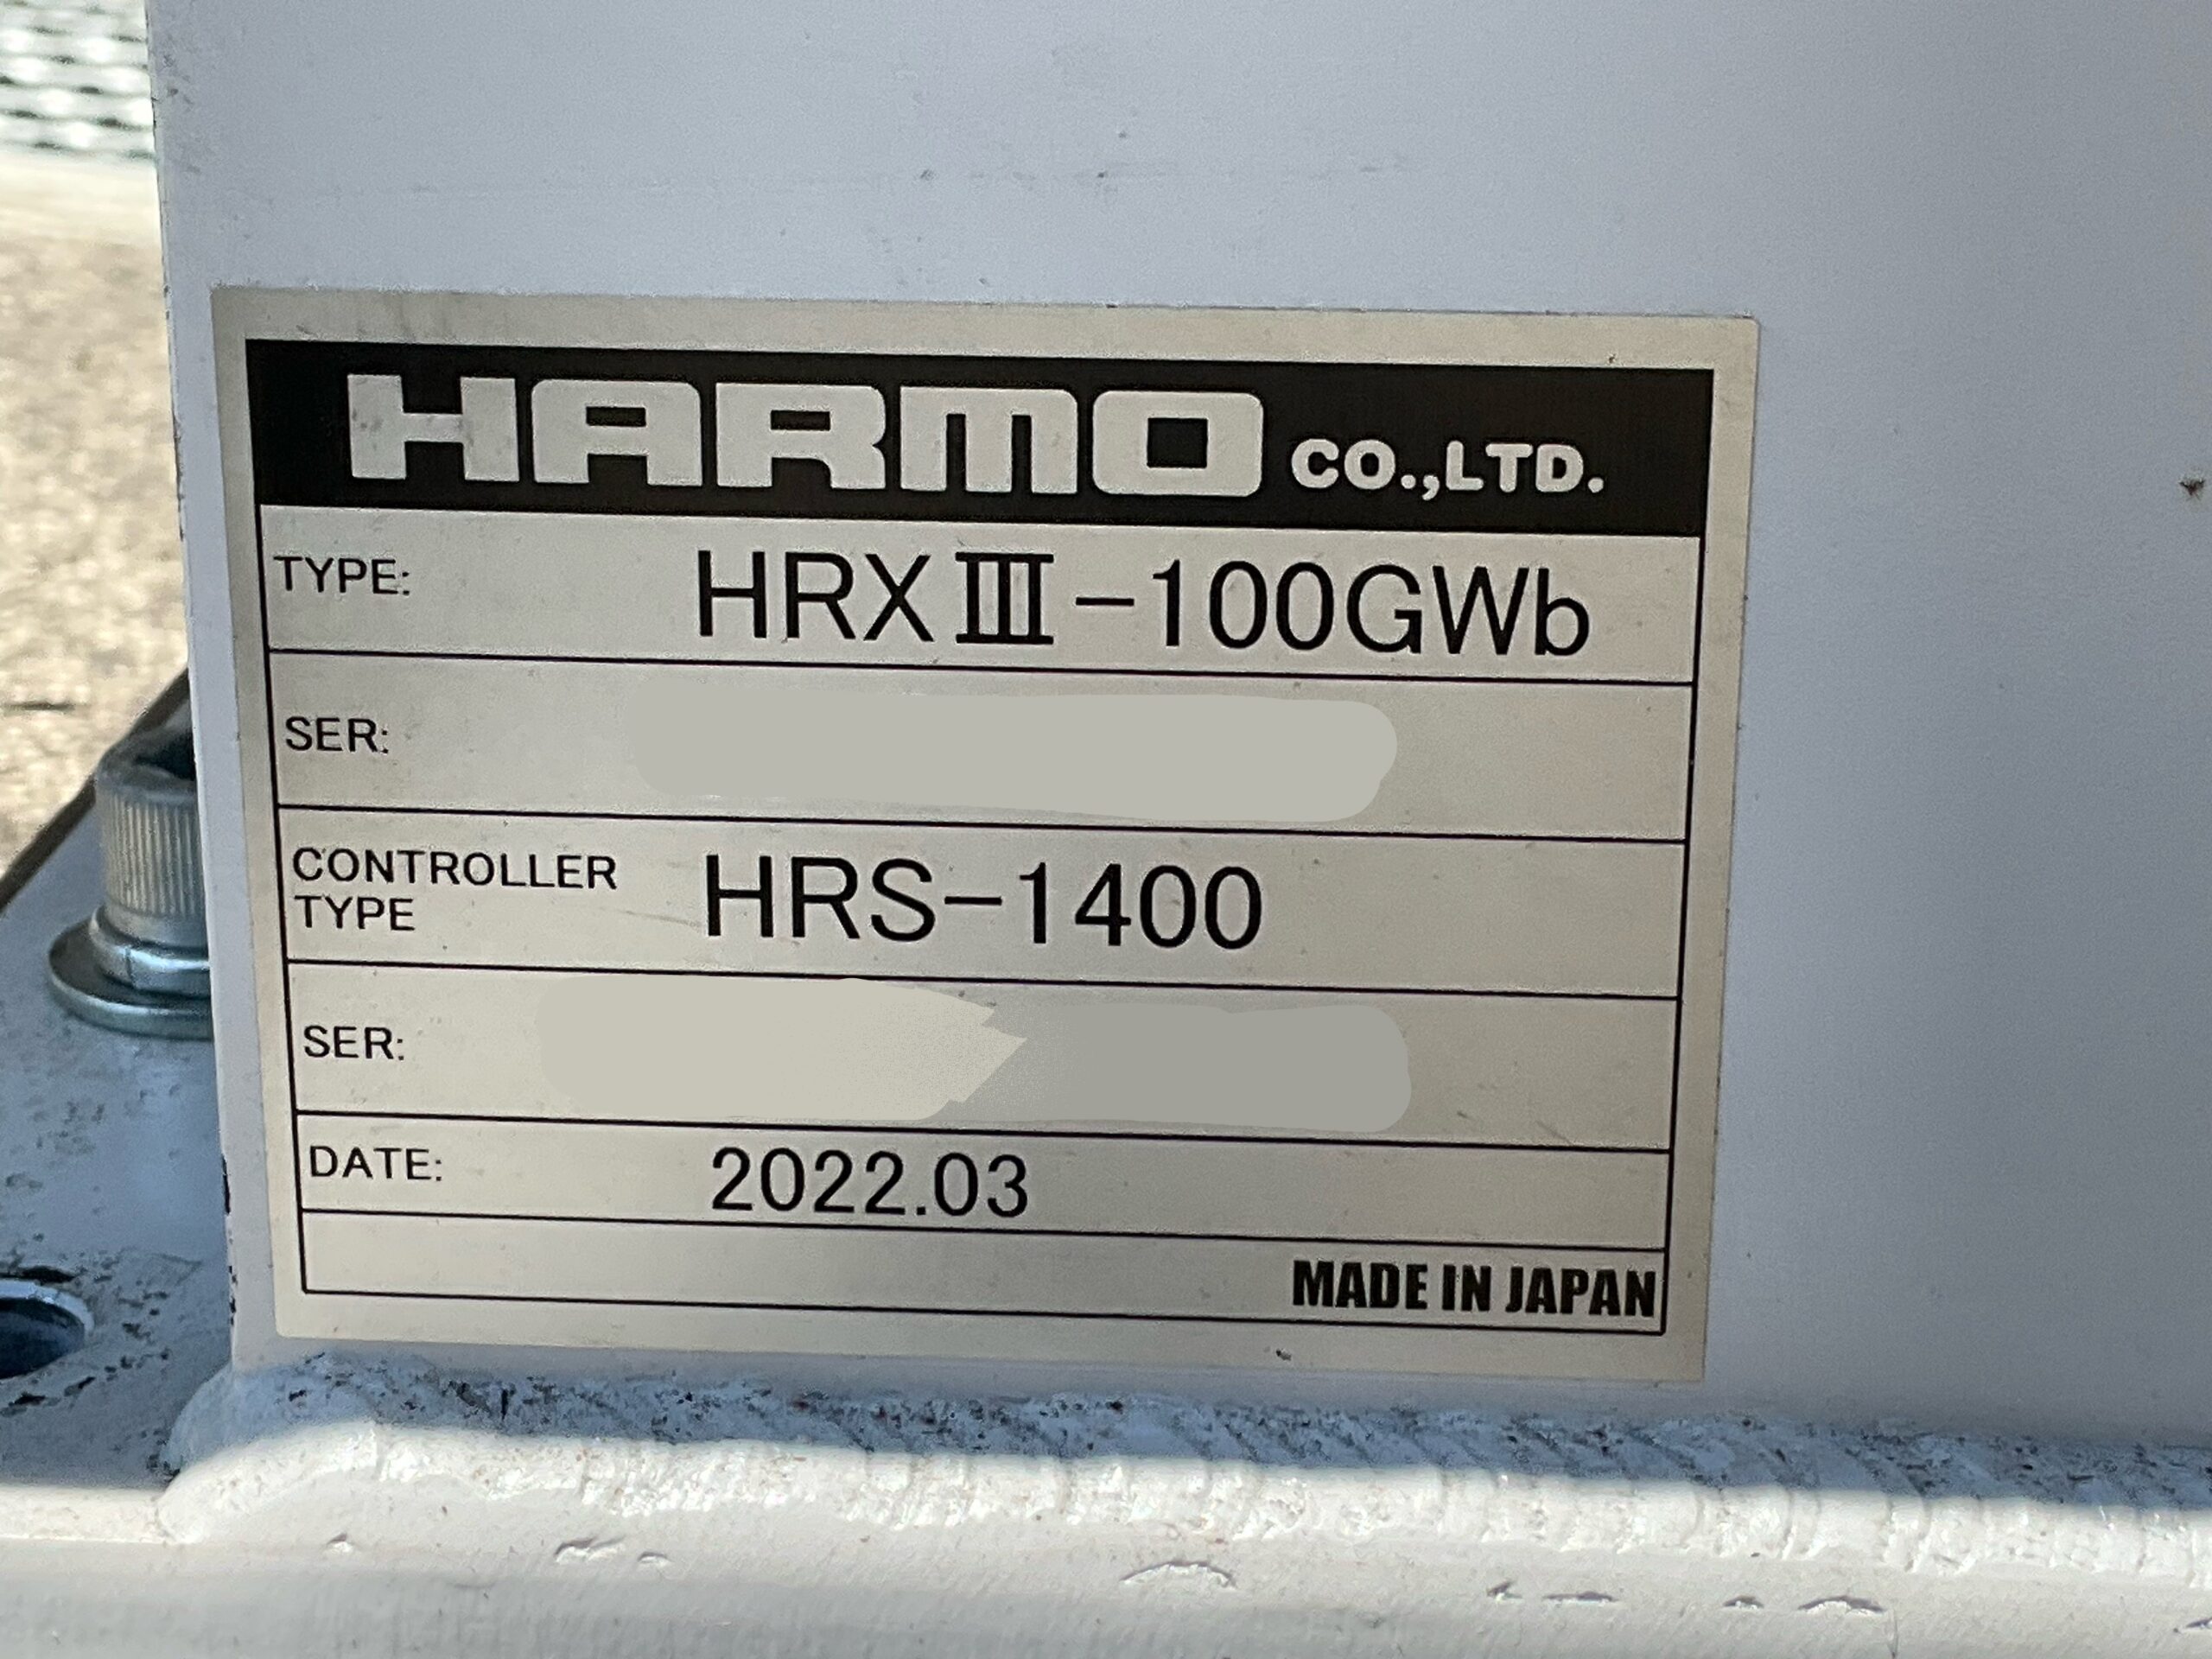 HARMO CO.,LTD.
TYPE: HRXⅢ-100GWb
SER:
CONTROLLER TYPE HRS-1400
SER:
DATE: 2022.03
MADE IN JAPAN